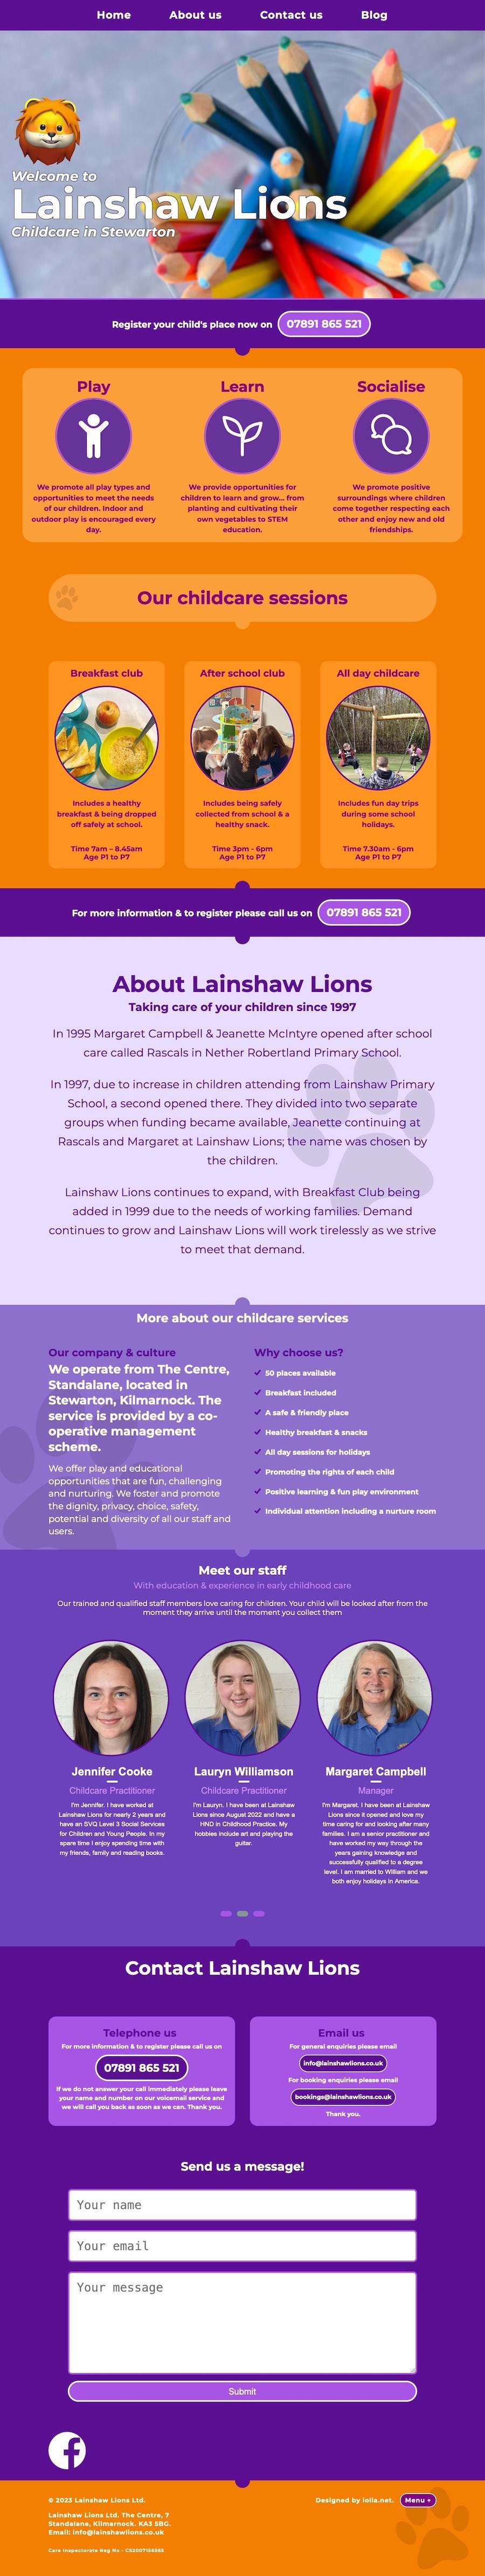 Home About us Contact us Blog
Welcome to
Lainshaw Lions
Childcare in Stewarton
Register your child's place now on 07891 865 521
Play
We promote all play types and
opportunities to meet the needs
of our children. Indoor and
outdoor play is encouraged every
day.
Learn
We provide opportunities for
children to learn and grow... from
planting and cultivating their
own vegetables to STEM
education.
Socialise
We promote positive
surroundings where children
come together respecting each
other and enjoy new and old
friendships.
Our childcare sessions
Breakfast club
Includes a healthy
breakfast & being dropped
off safely at school.
Time 7am – 8.45am
Age P1 to P7
After school club
Includes being safely
collected from school & a
healthy snack.
Time 3pm - 6pm
Age P1 to P7
All day childcare
Includes fun day trips
during some school
holidays.
Time 7.30am - 6pm
Age P1 to P7
For more information & to register please call us on 07891 865 521
About Lainshaw Lions
Taking care of your children since 1997
In 1995 Margaret Campbell & Jeanette McIntyre opened after school
care called Rascals in Nether Robertland Primary School.
In 1997, due to increase in children attending from Lainshaw Primary
School, a second opened there. They divided into two separate
groups when funding became available, Jeanette continuing at
Rascals and Margaret at Lainshaw Lions; the name was chosen by
the children.
Lainshaw Lions continues to expand, with Breakfast Club being
added in 1999 due to the needs of working families. Demand
continues to grow and Lainshaw Lions will work tirelessly as we strive
to meet that demand.
More about our childcare services
Our company & culture
We operate from The Centre,
Standalane, located in
Stewarton, Kilmarnock. The
service is provided by a co-
operative management
scheme.
We offer play and educational
opportunities that are fun, challenging
and nurturing. We foster and promote
the dignity, privacy, choice, safety,
potential and diversity of all our staff and
users.
Why choose us?
50 places available
Breakfast included
A safe & friendly place
Healthy breakfast & snacks
All day sessions for holidays
Promoting the rights of each child
Positive learning & fun play environment
Individual attention including a nurture room
Meet our staff
With education & experience in early childhood care
Our trained and qualified staff members love caring for children. Your child will be looked after from the
moment they arrive until the moment you collect them
Jennifer Cooke
Childcare Practitioner
I'm Jennifer. I have worked at
Lainshaw Lions for nearly 2 years and
have an SVQ Level 3 Social Services
for Children and Young People. In my
spare time I enjoy spending time with
my friends, family and reading books.
Lauryn Williamson
Childcare Practitioner
I'm Lauryn. I have been at Lainshaw
Lions since August 2022 and have a
HND in Childhood Practice. My
hobbies include art and playing the
guitar.
Margaret Campbell
Manager
I'm Margaret. I have been at Lainshaw
Lions since it opened and love my
time caring for and looking after many
families. I am a senior practitioner and
have worked my way through the
years gaining knowledge and
successfully qualified to a degree
level. I am married to William and we
both enjoy holidays in America.
Contact Lainshaw Lions
Telephone us
For more information & to register please call us on
07891 865 521
If we do not answer your call immediately please leave
your name and number on our voicemail service and
we will call you back as soon as we can. Thank you.
Email us
For general enquiries please email
info@lainshawlions.co.uk
For booking enquiries please email
bookings@lainshawlions.co.uk
Thank you.
Send us a message!
Your name
Your email
Your message
Submit
© 2023 Lainshaw Lions Ltd.
Lainshaw Lions Ltd. The Centre, 7
Standalane, Kilmarnock. KA3 5BG.
Email: info@lainshawlions.co.uk
Care Inspectorate Reg No -
Designed by iolla.net. Menu +